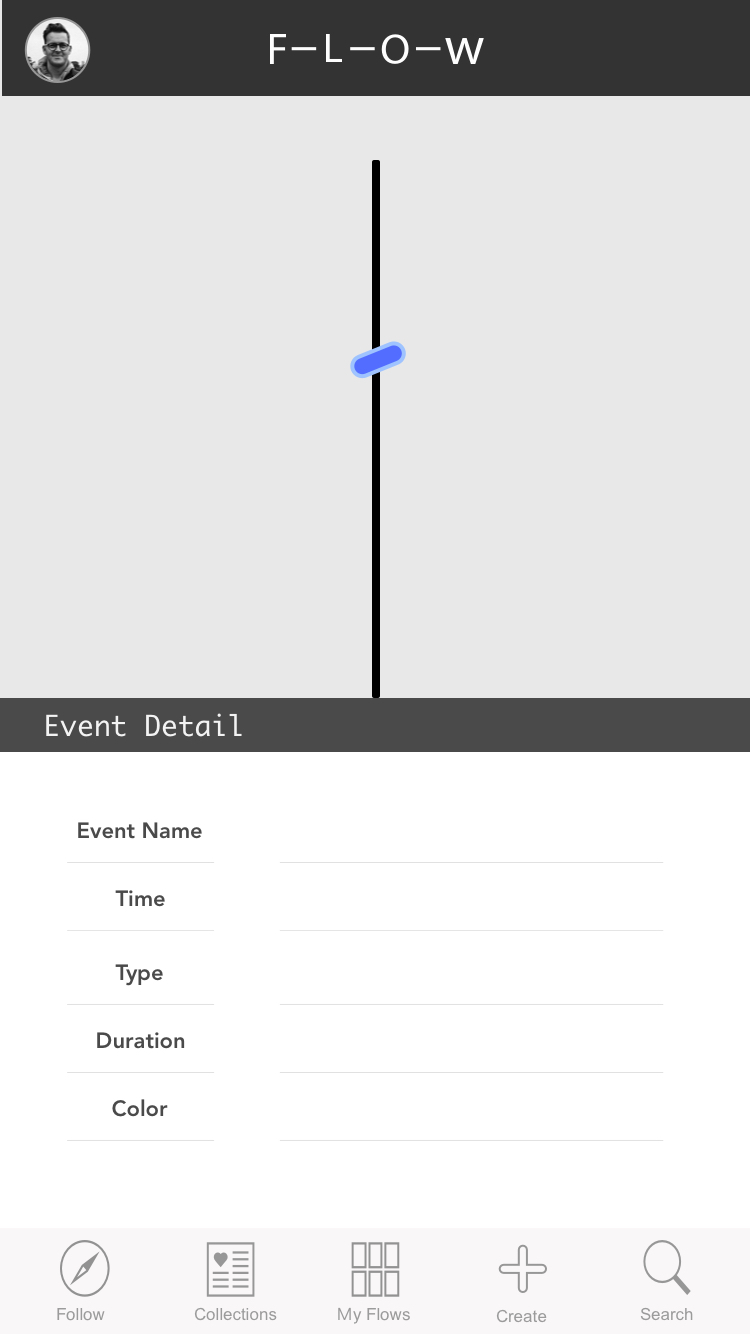 F–L–O–W
Event Detail
Event Name
Time
Type
Duration
Color
Follow
Collections
My Flows
Create
Search